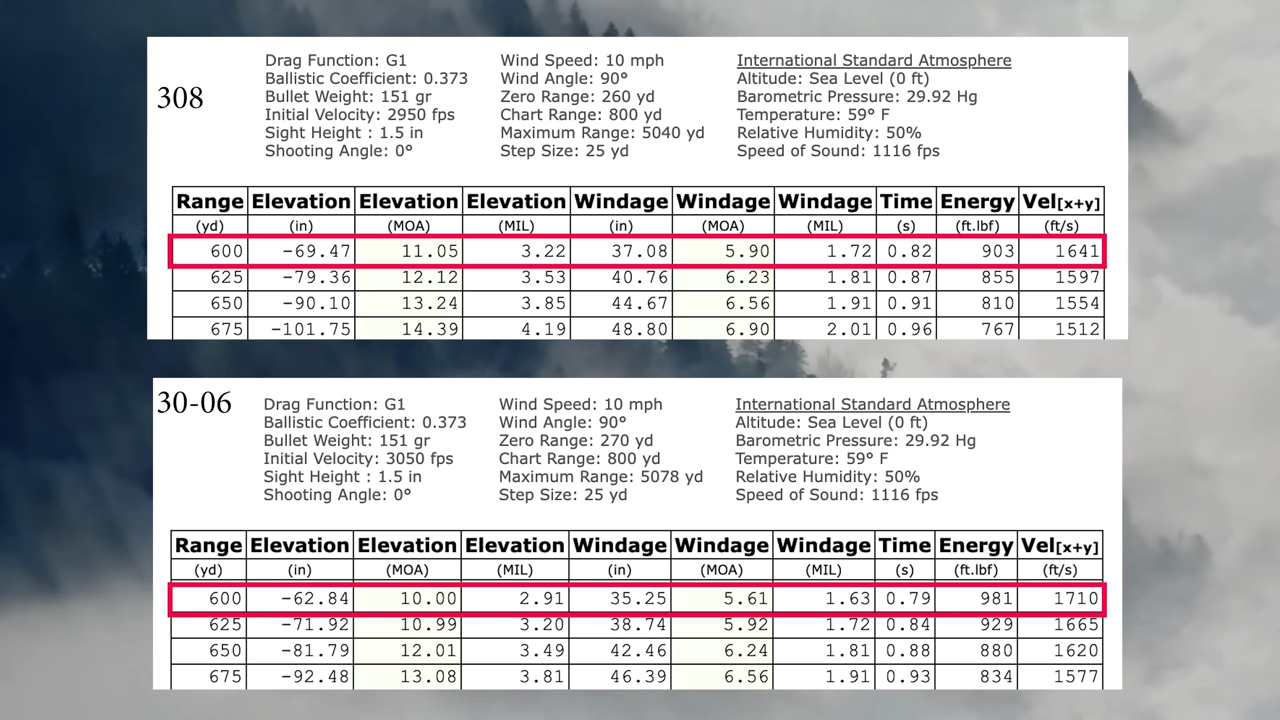 308
Drag Function: G1 Wind Speed: 10 mph International Standard Atmosphere
Ballistic Coefficient: 0.373 Wind Angle: 90° Altitude: Sea Level (0 ft)
Bullet Weight: 151 gr Zero Range: 260 yd Barometric Pressure: 29.92 Hg
Initial Velocity: 2950 fps Chart Range: 800 yd Temperature: 59° F
Sight Height : 1.5 in Maximum Range: 5040 yd Relative Humidity: 50%
Shooting Angle: 0° Step Size: 25 yd Speed of Sound: 1116 fps
Range Elevation Elevation Elevation Windage Windage Windage Time Energy Vel[x+y]
(yd) (in) (MOA) (MIL) (in) (MOA) (MIL) (s) (ft.lbf) (ft/s)
600 -69.47 11.05 3.22 37.08 5.90 1.72 0.82 903 1641
625 -79.36 12.12 3.53 40.76 6.23 1.81 0.87 855 1597
650 -90.10 13.24 3.85 44.67 6.56 1.91 0.91 810 1554
675 -101.75 14.39 4.19 48.80 6.90 2.01 0.96 767 1512
30-06
Drag Function: G1 Wind Speed: 10 mph International Standard Atmosphere
Ballistic Coefficient: 0.373 Wind Angle: 90° Altitude: Sea Level (0 ft)
Bullet Weight: 151 gr Zero Range: 270 yd Barometric Pressure: 29.92 Hg
Initial Velocity: 3050 fps Chart Range: 800 yd Temperature: 59° F
Sight Height : 1.5 in Maximum Range: 5078 yd Relative Humidity: 50%
Shooting Angle: 0° Step Size: 25 yd Speed of Sound: 1116 fps
Range Elevation Elevation Elevation Windage Windage Windage Time Energy Vel[x+y]
(yd) (in) (MOA) (MIL) (in) (MOA) (MIL) (s) (ft.lbf) (ft/s)
600 -62.84 10.00 2.91 35.25 5.61 1.63 0.79 981 1710
625 -71.92 10.99 3.20 38.74 5.92 1.72 0.84 929 1665
650 -81.79 12.01 3.49 42.46 6.24 1.81 0.88 880 1620
675 -92.48 13.08 3.81 46.39 6.56 1.91 0.93 834 1577